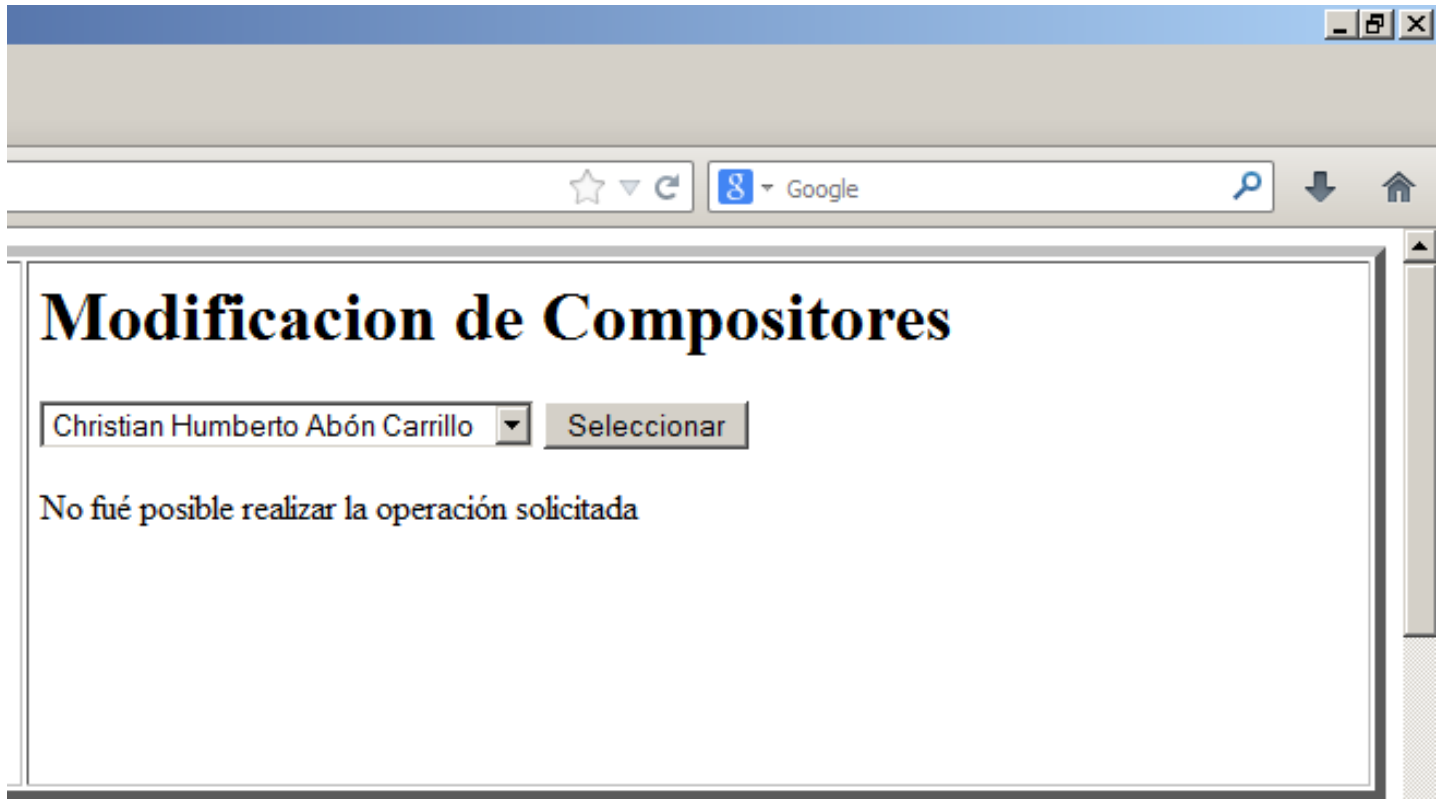 Google
Modificacion de Compositores
Christian Humberto Abón Carrillo Seleccionar
No fué posible realizar la operación solicitada